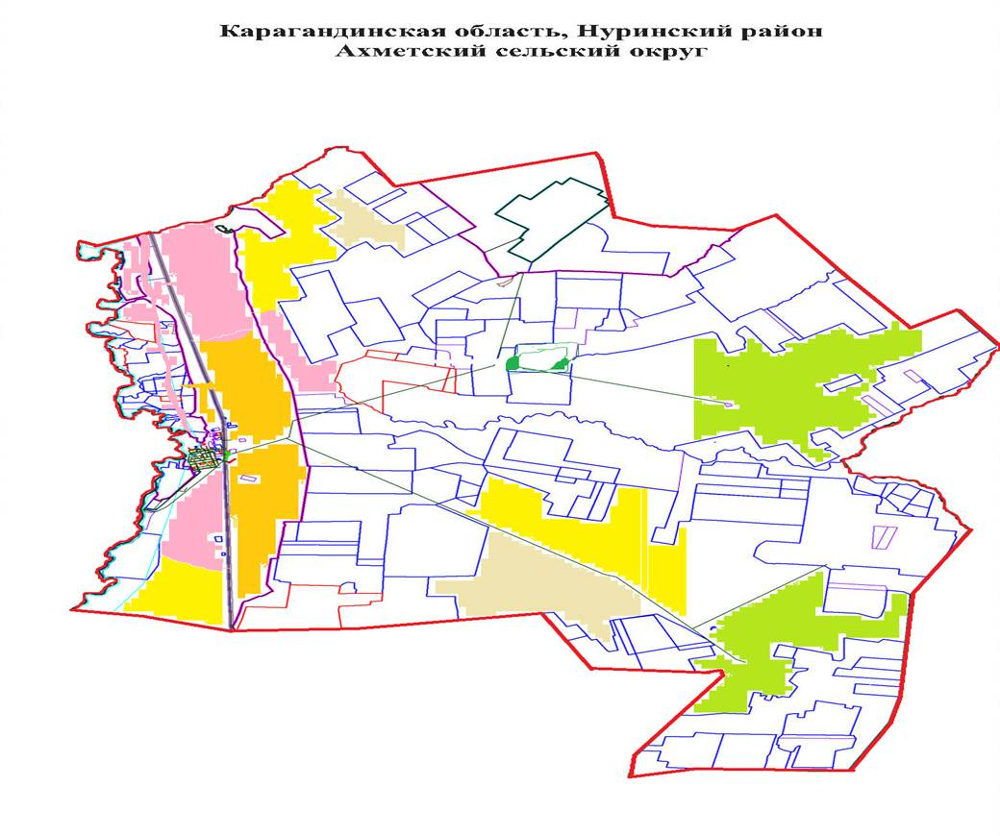 Карагандинская область, Нуринский район
Ахметский сельский округ